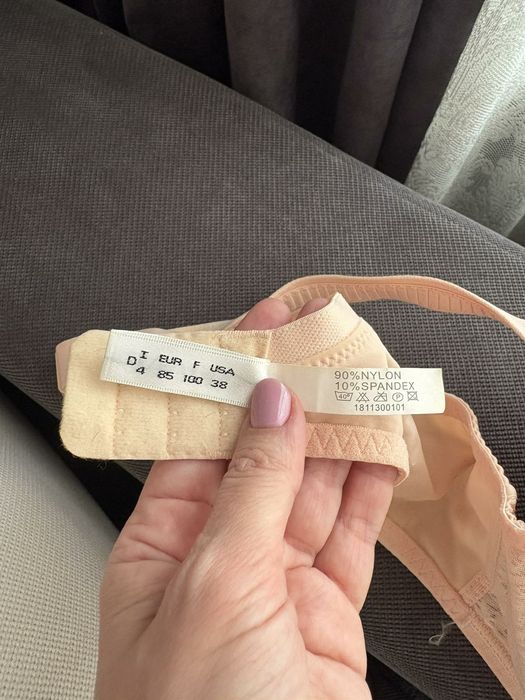 I EUR F USA
D 4 85 100 38
90%NYLON
10%SPANDEX
40°
1811300101